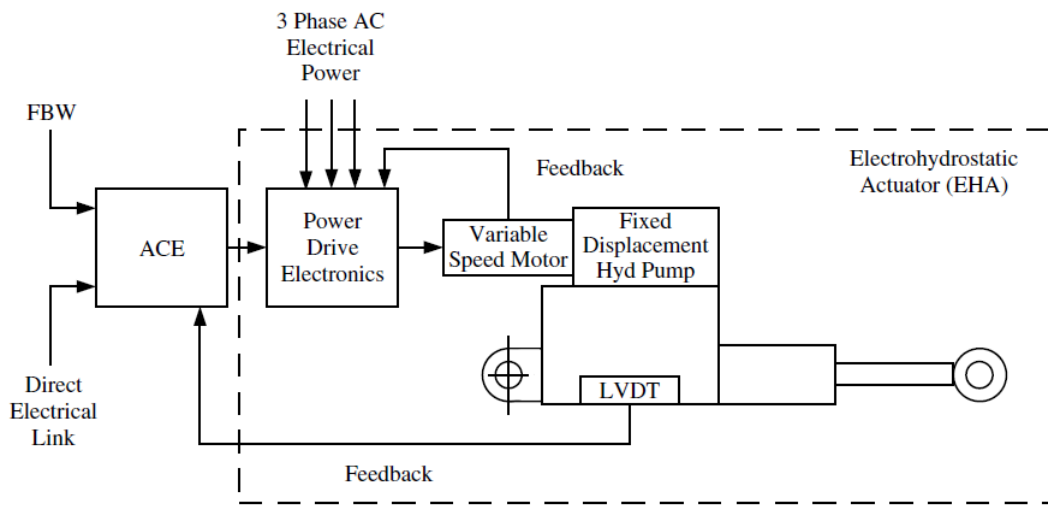 3 Phase AC
Electrical
Power
FBW
Feedback
Electrohydrostatic
Actuator (EHA)
ACE
Power
Drive
Electronics
Variable
Speed Motor
Fixed
Displacement
Hyd Pump
LVDT
Direct
Electrical
Link
Feedback